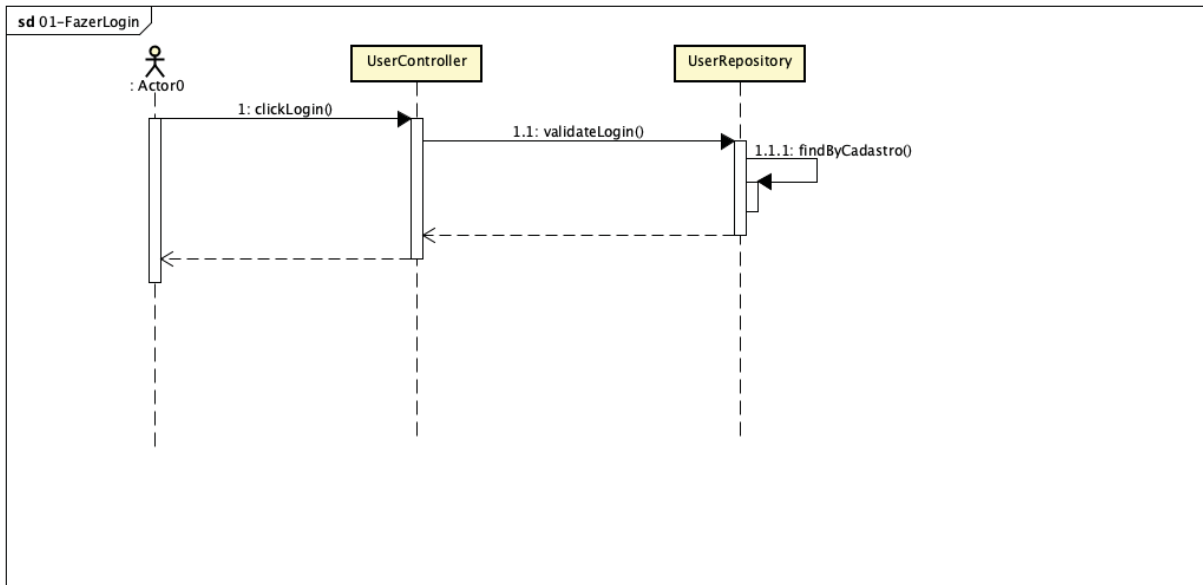 sd 01-FazerLogin
: Actor0
UserController
UserRepository
1: clickLogin()
1.1: validateLogin()
1.1.1: findByCadastro()